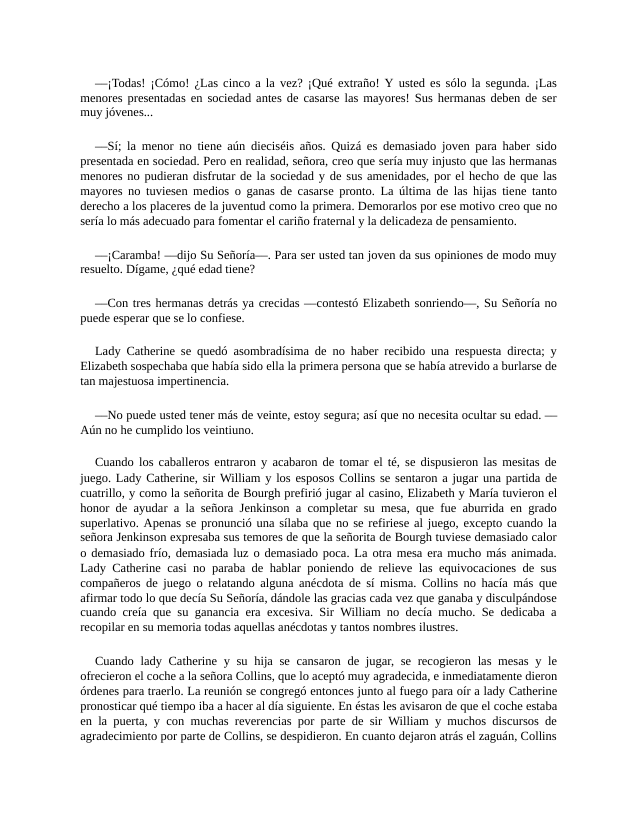 —¡Todas! ¡Cómo! ¿Las cinco a la vez? ¡Qué extraño! Y usted es sólo la segunda. ¡Las
menores presentadas en sociedad antes de casarse las mayores! Sus hermanas deben de ser
muy jóvenes...
—Sí; la menor no tiene aún dieciséis años. Quizá es demasiado joven para haber sido
presentada en sociedad. Pero en realidad, señora, creo que sería muy injusto que las hermanas
menores no pudieran disfrutar de la sociedad y de sus amenidades, por el hecho de que las
mayores no tuviesen medios o ganas de casarse pronto. La última de las hijas tiene tanto
derecho a los placeres de la juventud como la primera. Demorarlos por ese motivo creo que no
sería lo más adecuado para fomentar el cariño fraternal y la delicadeza de pensamiento.
—¡Caramba! —dijo Su Señoría—. Para ser usted tan joven da sus opiniones de modo muy
resuelto. Dígame, ¿qué edad tiene?
—Con tres hermanas detrás ya crecidas —contestó Elizabeth sonriendo—, Su Señoría no
puede esperar que se lo confiese.
Lady Catherine se quedó asombradísima de no haber recibido una respuesta directa; y
Elizabeth sospechaba que había sido ella la primera persona que se había atrevido a burlarse de
tan majestuosa impertinencia.
—No puede usted tener más de veinte, estoy segura; así que no necesita ocultar su edad. —
Aún no he cumplido los veintiuno.
Cuando los caballeros entraron y acabaron de tomar el té, se dispusieron las mesitas de
juego. Lady Catherine, sir William y los esposos Collins se sentaron a jugar una partida de
cuatrillo, y como la señorita de Bourgh prefirió jugar al casino, Elizabeth y María tuvieron el
honor de ayudar a la señora Jenkinson a completar su mesa, que fue aburrida en grado
superlativo. Apenas se pronunció una sílaba que no se refiriese al juego, excepto cuando la
señora Jenkinson expresaba sus temores de que la señorita de Bourgh tuviese demasiado calor
o demasiado frío, demasiada luz o demasiado poca. La otra mesa era mucho más animada.
Lady Catherine casi no paraba de hablar poniendo de relieve las equivocaciones de sus
compañeros de juego o relatando alguna anécdota de sí misma. Collins no hacía más que
afirmar todo lo que decía Su Señoría, dándole las gracias cada vez que ganaba y disculpándose
cuando creía que su ganancia era excesiva. Sir William no decía mucho. Se dedicaba a
recopilar en su memoria todas aquellas anécdotas y tantos nombres ilustres.
Cuando lady Catherine y su hija se cansaron de jugar, se recogieron las mesas y le
ofrecieron el coche a la señora Collins, que lo aceptó muy agradecida, e inmediatamente dieron
órdenes para traerlo. La reunión se congregó entonces junto al fuego para oír a lady Catherine
pronosticar qué tiempo iba a hacer al día siguiente. En éstas les avisaron de que el coche estaba
en la puerta, y con muchas reverencias por parte de sir William y muchos discursos de
agradecimiento por parte de Collins, se despidieron. En cuanto dejaron atrás el zaguán, Collins